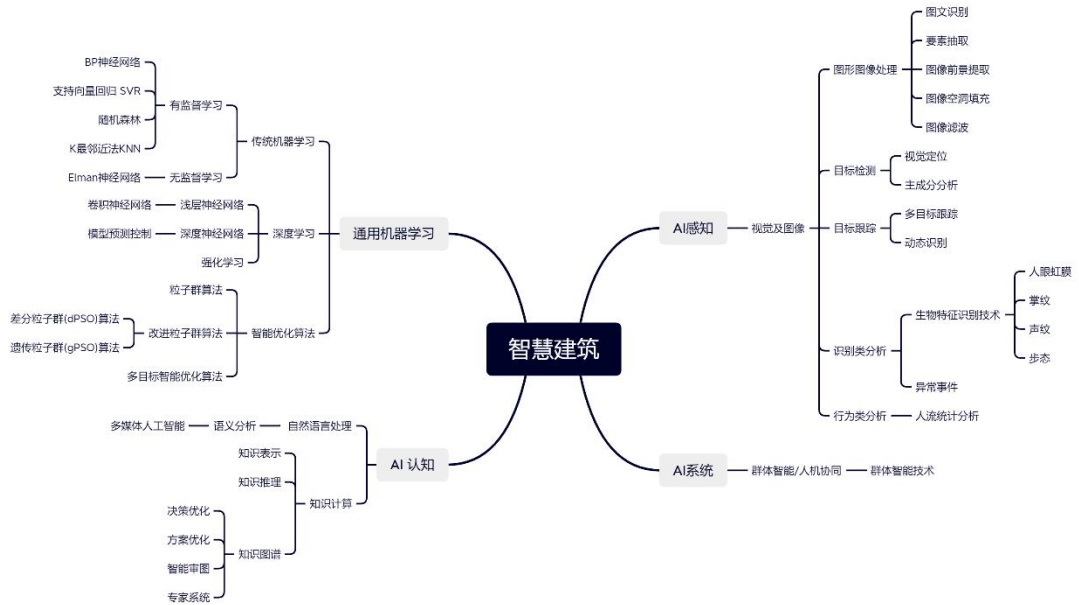 智慧建筑
通用机器学习
传统机器学习
有监督学习
BP神经网络
支持向量回归 SVR
随机森林
K最邻近法KNN
无监督学习
Elman神经网络
深度学习
浅层神经网络
卷积神经网络
深度神经网络
模型预测控制
强化学习
智能优化算法
粒子群算法
改进粒子群算法
差分粒子群(dPSO)算法
遗传粒子群(gPSO)算法
多目标智能优化算法
AI 认知
自然语言处理
语义分析
多媒体人工智能
知识计算
知识表示
知识推理
知识图谱
决策优化
方案优化
智能审图
专家系统
AI感知
视觉及图像
图形图像处理
图文识别
要素抽取
图像前景提取
图像空洞填充
图像滤波
目标检测
视觉定位
主成分分析
目标跟踪
多目标跟踪
动态识别
识别类分析
生物特征识别技术
人眼虹膜
掌纹
声纹
步态
异常事件
行为类分析
人流统计分析
AI系统
群体智能/人机协同
群体智能技术